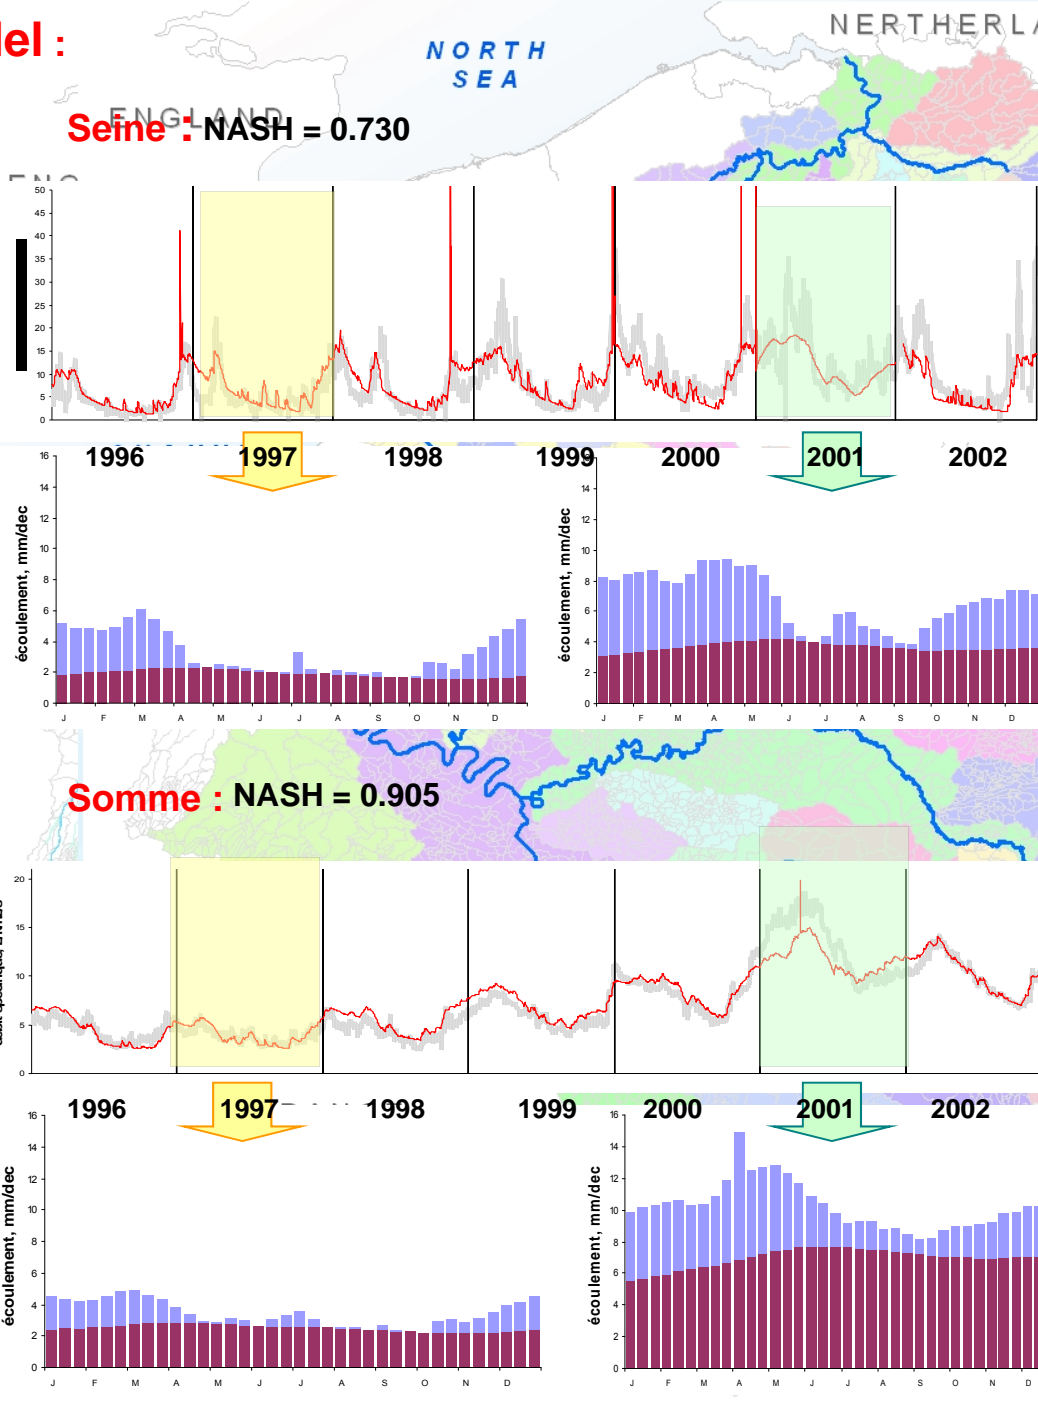 del :
NERTHERLA
NORTH
SEA
ENGLAND
Seine : NASH = 0.730
ENG
50
45
40
35
30
25
20
15
10
5
0
1996 1997 1998 1999 2000 2001 2002
écoulement, mm/dec
16
14
12
10
8
6
4
2
0
J F M A M J J A S O N D
écoulement, mm/dec
14
12
10
8
6
4
2
0
J F M A M J J A S O N D
Somme : NASH = 0.905
20
15
10
5
0
1996 1997 1998 1999 2000 2001 2002
écoulement, mm/dec
16
14
12
10
8
6
4
2
0
J F M A M J J A S O N D
écoulement, mm/dec
16
14
12
10
8
6
4
2
0
J F M A M J J A S O N D